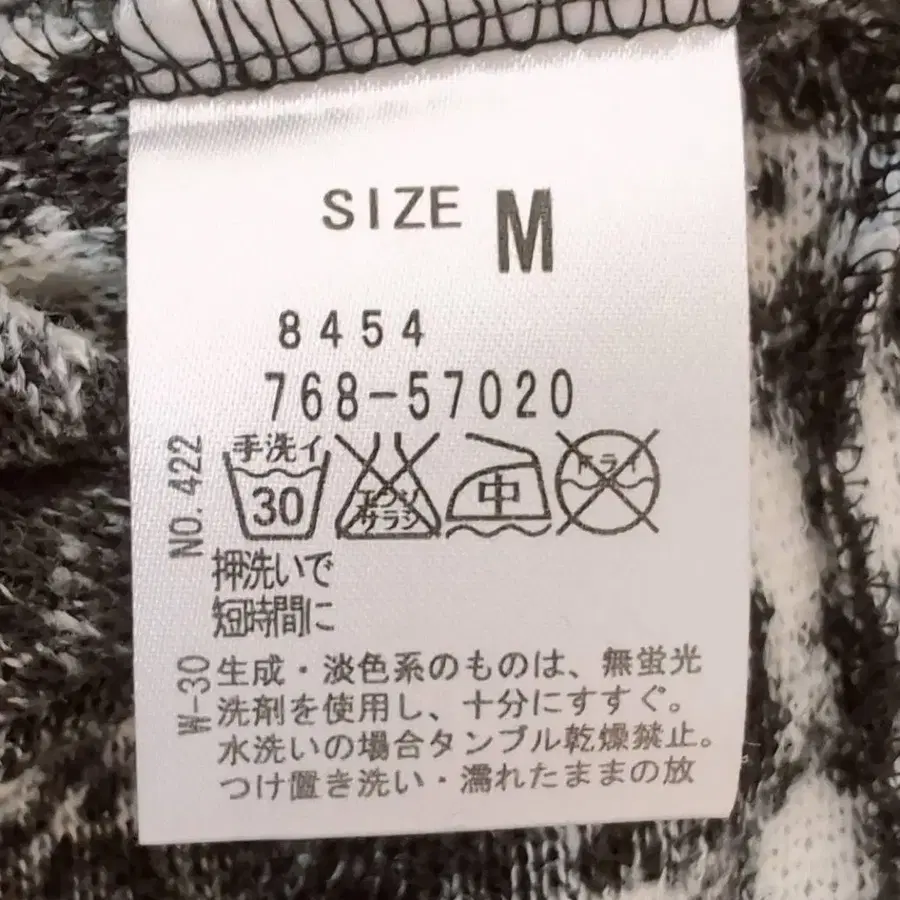 SIZE M
8454
768-57020
NO. 422
手洗イ
30
エンソ
サラシ
中
ドライ
押洗いで
短時間に
W-30
生成・淡色系のものは、無蛍光
洗剤を使用し、十分にすすぐ。
水洗いの場合タンブル乾燥禁止。
つけ置き洗い・濡れたままの放